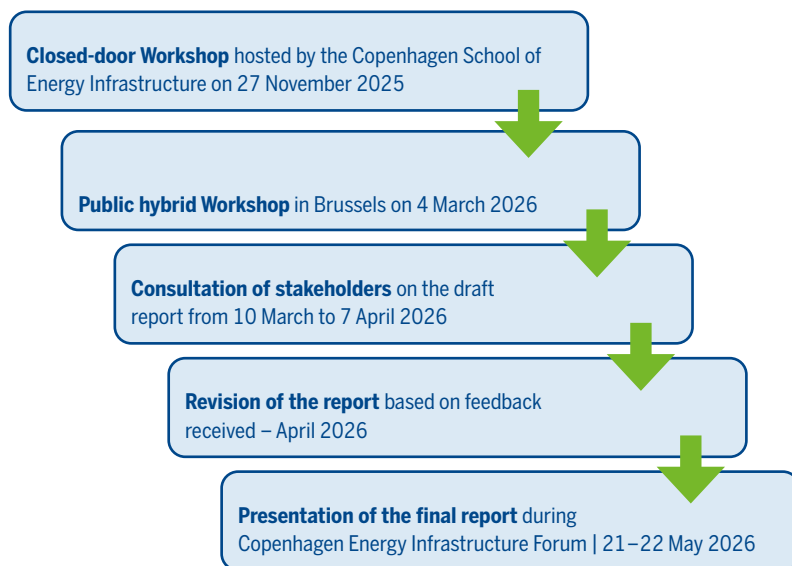 Closed-door Workshop hosted by the Copenhagen School of
Energy Infrastructure on 27 November 2025
Public hybrid Workshop in Brussels on 4 March 2026
Consultation of stakeholders on the draft
report from 10 March to 7 April 2026
Revision of the report based on feedback
received – April 2026
Presentation of the final report during
Copenhagen Energy Infrastructure Forum | 21–22 May 2026